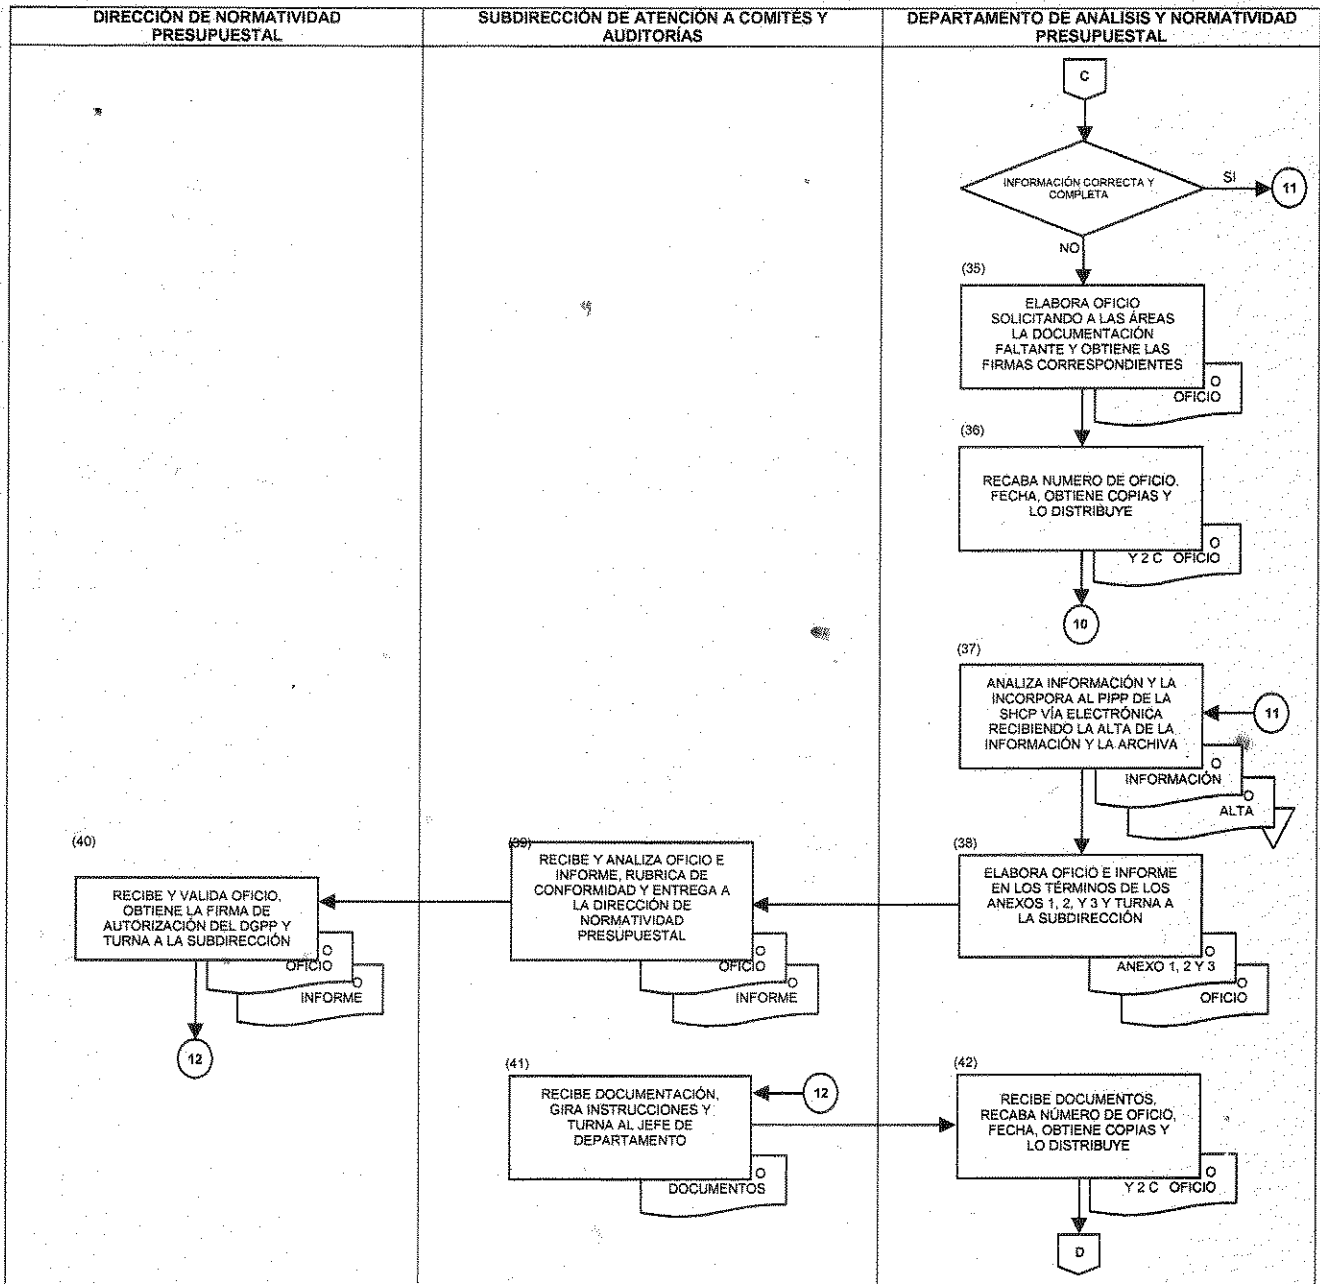 DIRECCIÓN DE NORMATIVIDAD
PRESUPUESTAL
SUBDIRECCIÓN DE ATENCIÓN A COMITÉS Y
AUDITORÍAS
DEPARTAMENTO DE ANÁLISIS Y NORMATIVIDAD
PRESUPUESTAL
C
INFORMACIÓN CORRECTA Y
COMPLETA
SI
11
NO
(35)
ELABORA OFICIO
SOLICITANDO A LAS ÁREAS
LA DOCUMENTACIÓN
FALTANTE Y OBTIENE LAS
FIRMAS CORRESPONDIENTES
O
OFICIO
(36)
RECABA NUMERO DE OFICIO,
FECHA, OBTIENE COPIAS Y
LO DISTRIBUYE
O
Y 2 C OFICIO
10
(37)
ANALIZA INFORMACIÓN Y LA
INCORPORA AL PIPP DE LA
SHCP VÍA ELECTRÓNICA
RECIBIENDO LA ALTA DE LA
INFORMACIÓN Y LA ARCHIVA
11
O
INFORMACIÓN
O
ALTA
(38)
ELABORA OFICIO E INFORME
EN LOS TÉRMINOS DE LOS
ANEXOS 1, 2, Y 3 Y TURNA A
LA SUBDIRECCIÓN
O
ANEXO 1, 2 Y 3
O
OFICIO
(39)
RECIBE Y ANALIZA OFICIO E
INFORME, RUBRICA DE
CONFORMIDAD Y ENTREGA A
LA DIRECCIÓN DE
NORMATIVIDAD
PRESUPUESTAL
O
OFICIO
O
INFORME
(40)
RECIBE Y VALIDA OFICIO,
OBTIENE LA FIRMA DE
AUTORIZACIÓN DEL DGPP Y
TURNA A LA SUBDIRECCIÓN
O
OFICIO
O
INFORME
12
(41)
RECIBE DOCUMENTACIÓN,
GIRA INSTRUCCIONES Y
TURNA AL JEFE DE
DEPARTAMENTO
12
O
DOCUMENTOS
(42)
RECIBE DOCUMENTOS,
RECABA NÚMERO DE OFICIO,
FECHA, OBTIENE COPIAS Y
LO DISTRIBUYE
O
Y 2 C OFICIO
D